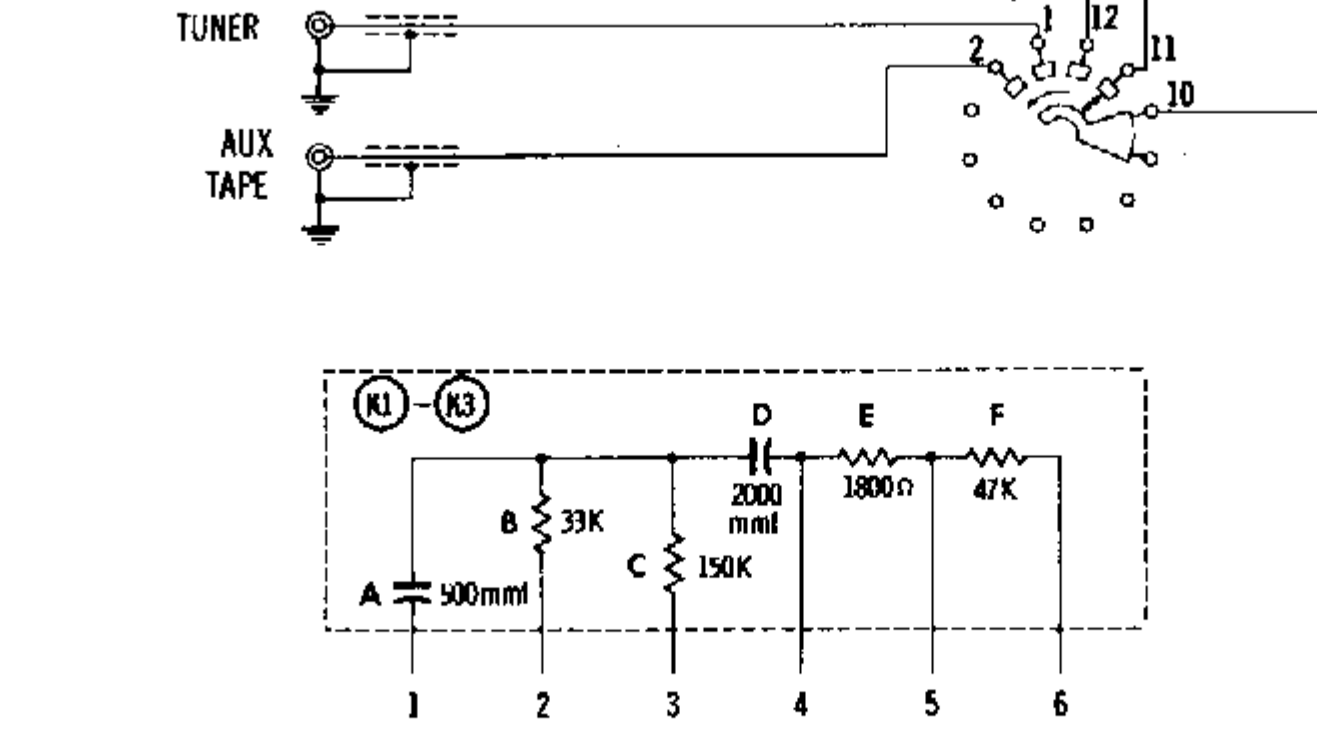 TUNER
1
12
2
11
10
AUX
TAPE
K1 – K3
D
E
F
2000
mmf
1800Ω
47K
B
33K
C
150K
A
500mmf
1
2
3
4
5
6